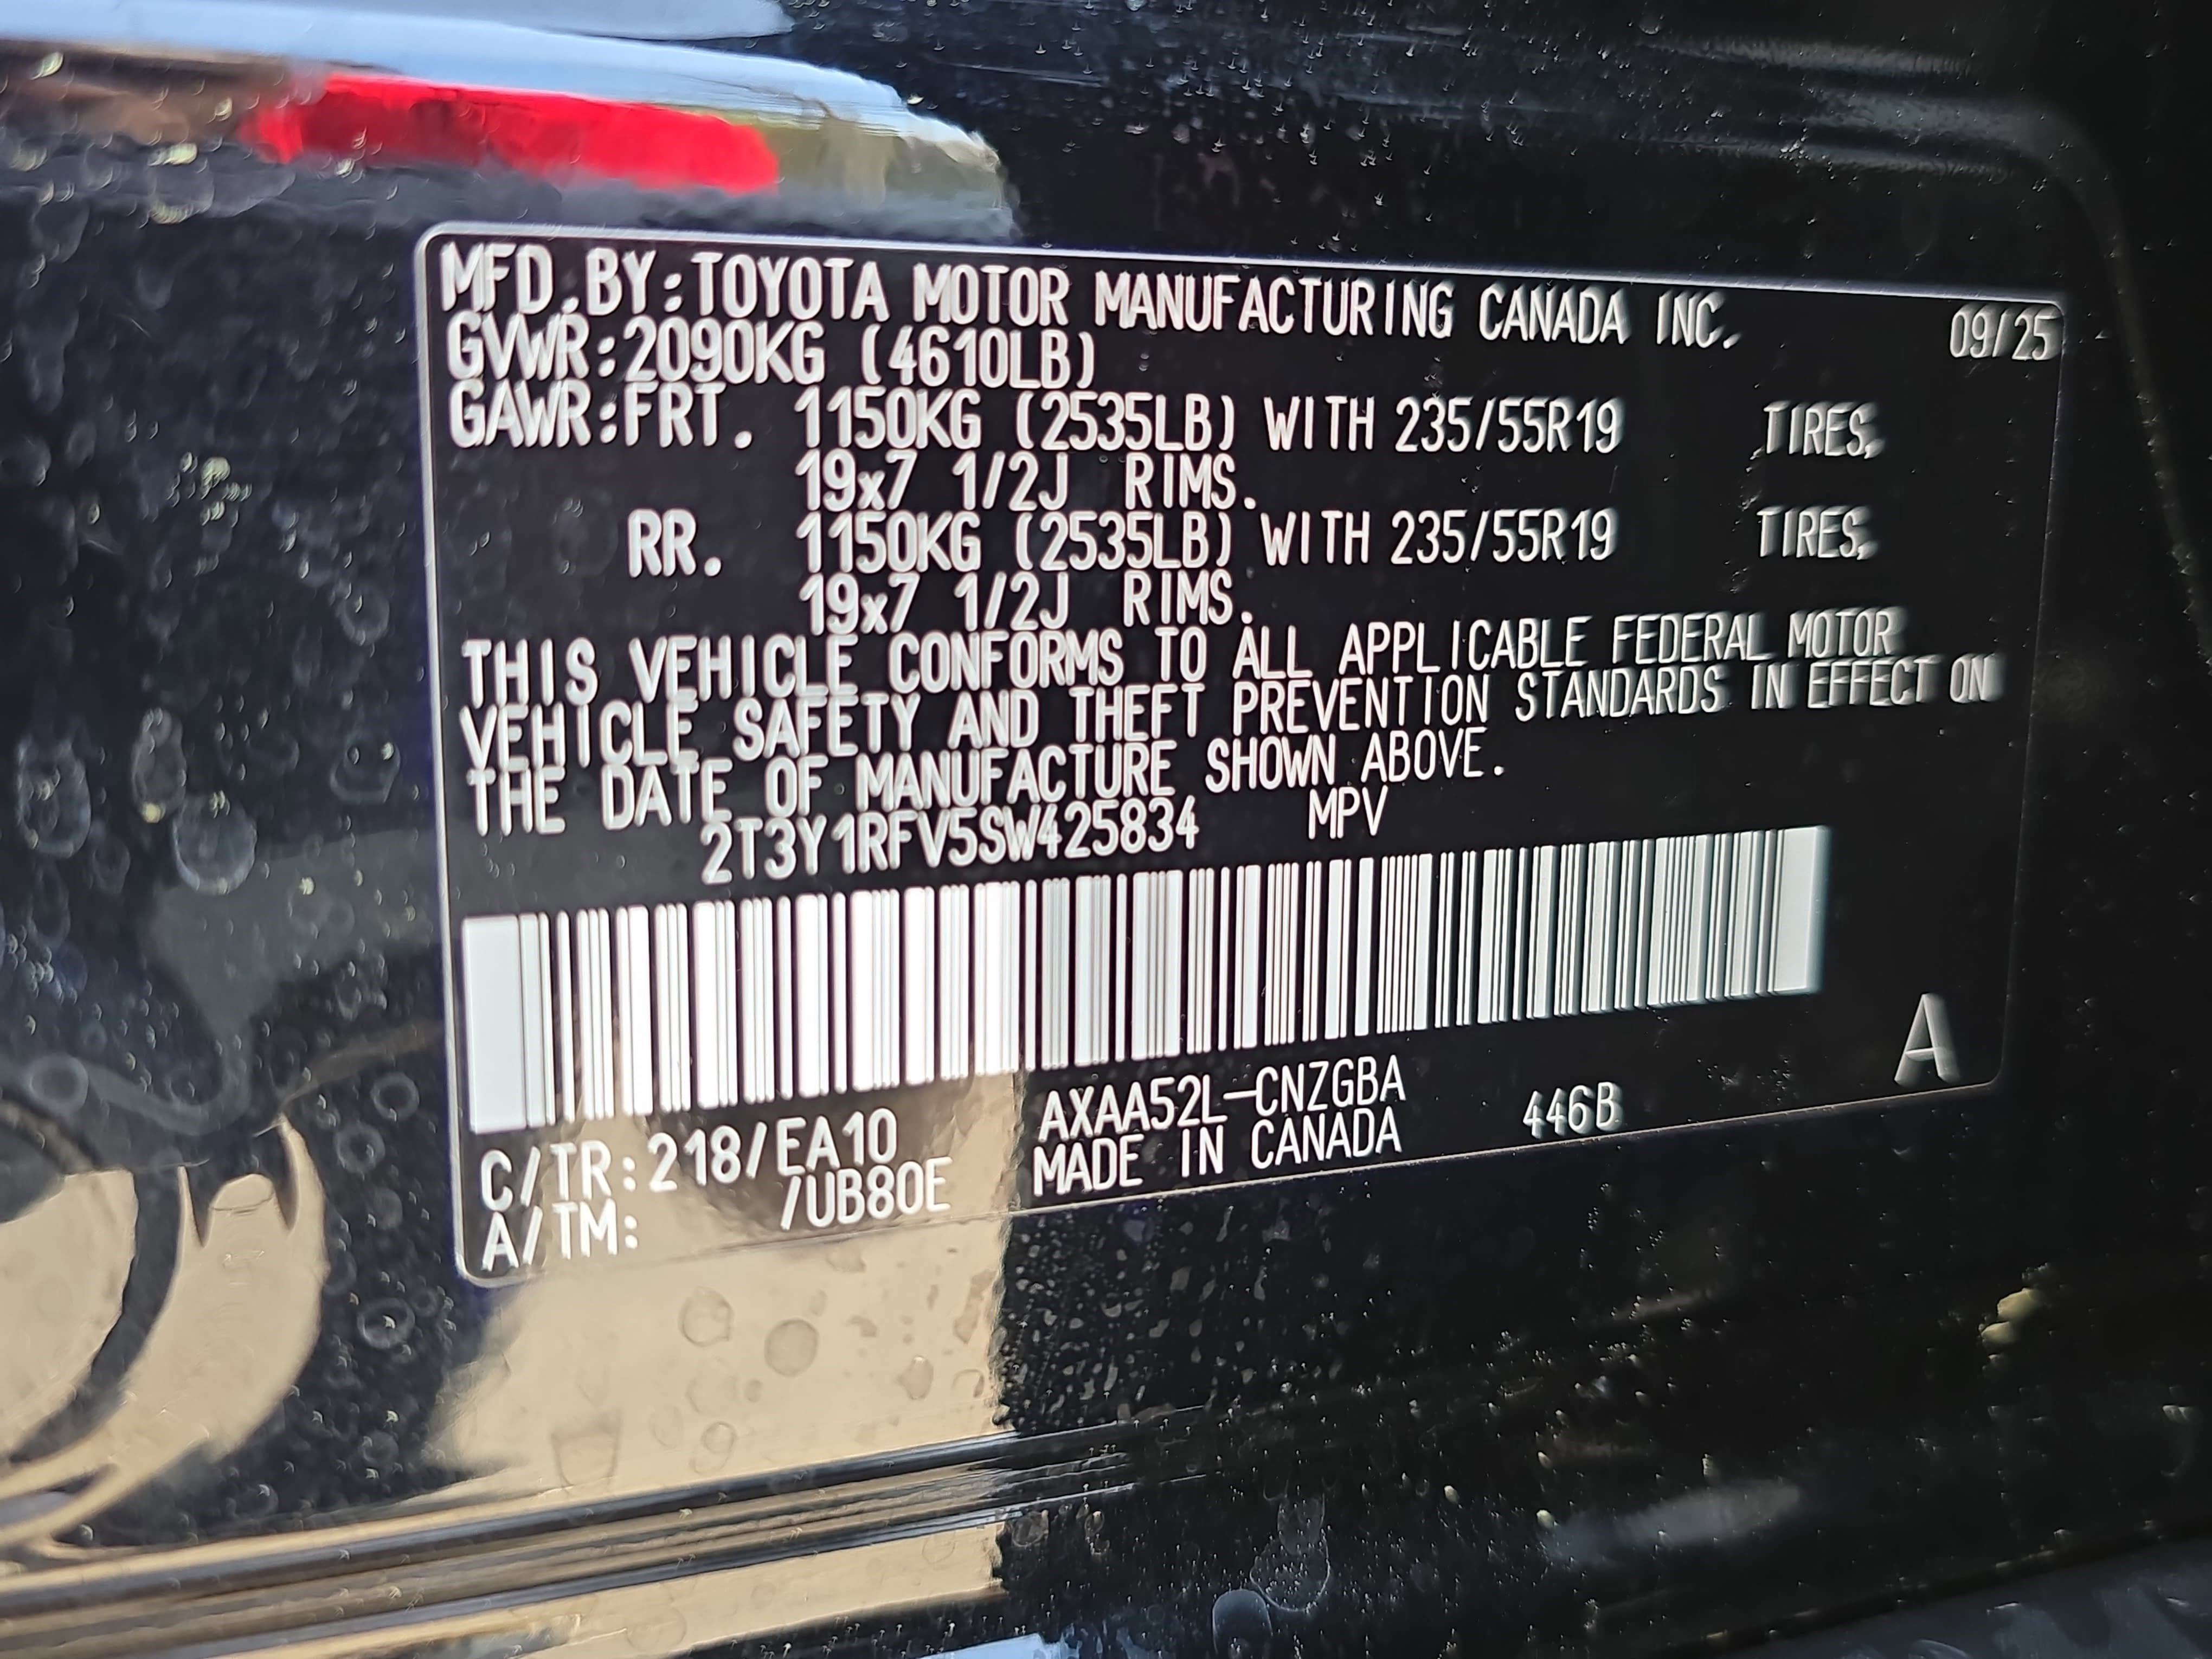 MFD.BY:TOYOTA MOTOR MANUFACTURING CANADA INC. 09/25
GVWR:2090KG (4610LB)
GAWR:FRT. 1150KG (2535LB) WITH 235/55R19 TIRES,
19x7 1/2J RIMS.
RR. 1150KG (2535LB) WITH 235/55R19 TIRES,
19x7 1/2J RIMS.
THIS VEHICLE CONFORMS TO ALL APPLICABLE FEDERAL MOTOR
VEHICLE SAFETY AND THEFT PREVENTION STANDARDS IN EFFECT ON
THE DATE OF MANUFACTURE SHOWN ABOVE.
2T3Y1RFV5SW425834 MPV
A
C/TR:218/EA10 AXAA52L-CNZGBA 446B
A/TM: /UB80E MADE IN CANADA